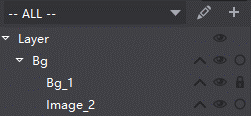 -- ALL --
Layer
Bg
Bg_1
Image_2